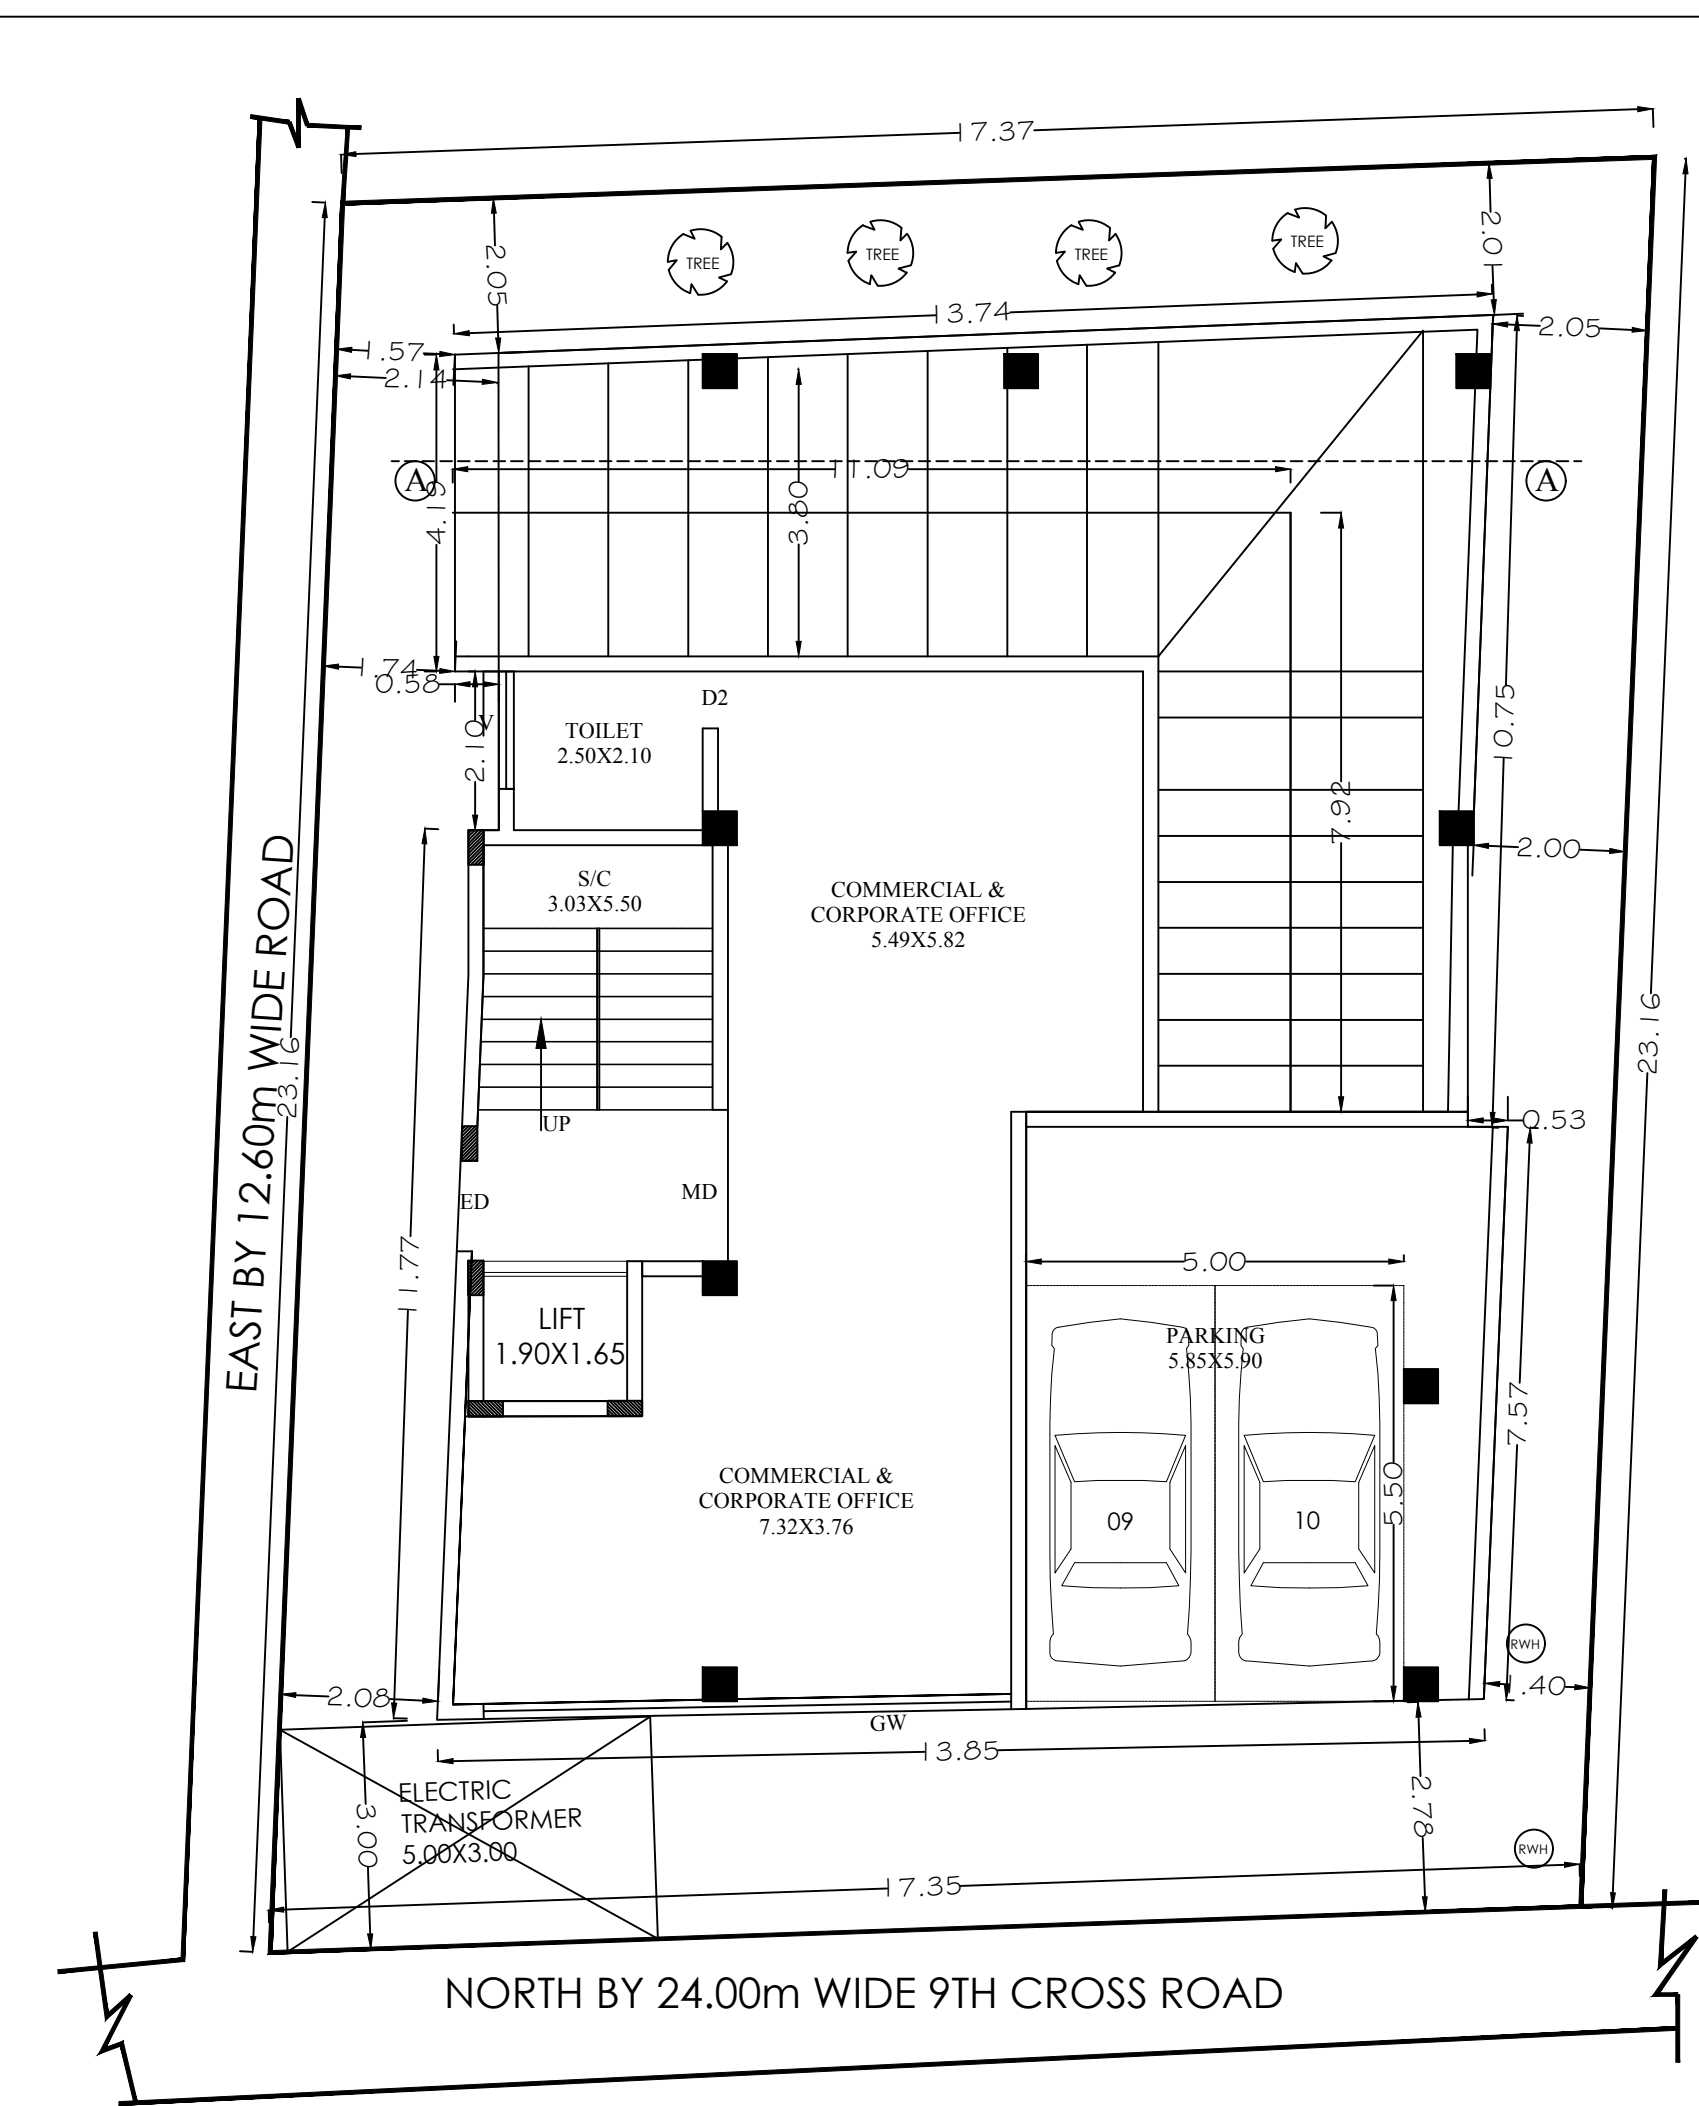 17.37
TREE
TREE
TREE
TREE
2.05
2.01
13.74
2.05
1.57
2.14
A
11.09
A
4.19
3.80
1.74
0.58
D2
V
2.10
TOILET
2.50X2.10
10.75
7.92
2.00
S/C
3.03X5.50
COMMERCIAL &
CORPORATE OFFICE
5.49X5.82
EAST BY 12.60m WIDE ROAD
23.16
23.16
UP
0.53
ED
MD
11.77
5.00
LIFT
1.90X1.65
PARKING
5.85X5.90
7.57
COMMERCIAL &
CORPORATE OFFICE
7.32X3.76
5.50
09
10
RWH
2.08
1.40
GW
13.85
ELECTRIC
TRANSFORMER
5.00X3.00
3.00
2.78
RWH
17.35
NORTH BY 24.00m WIDE 9TH CROSS ROAD